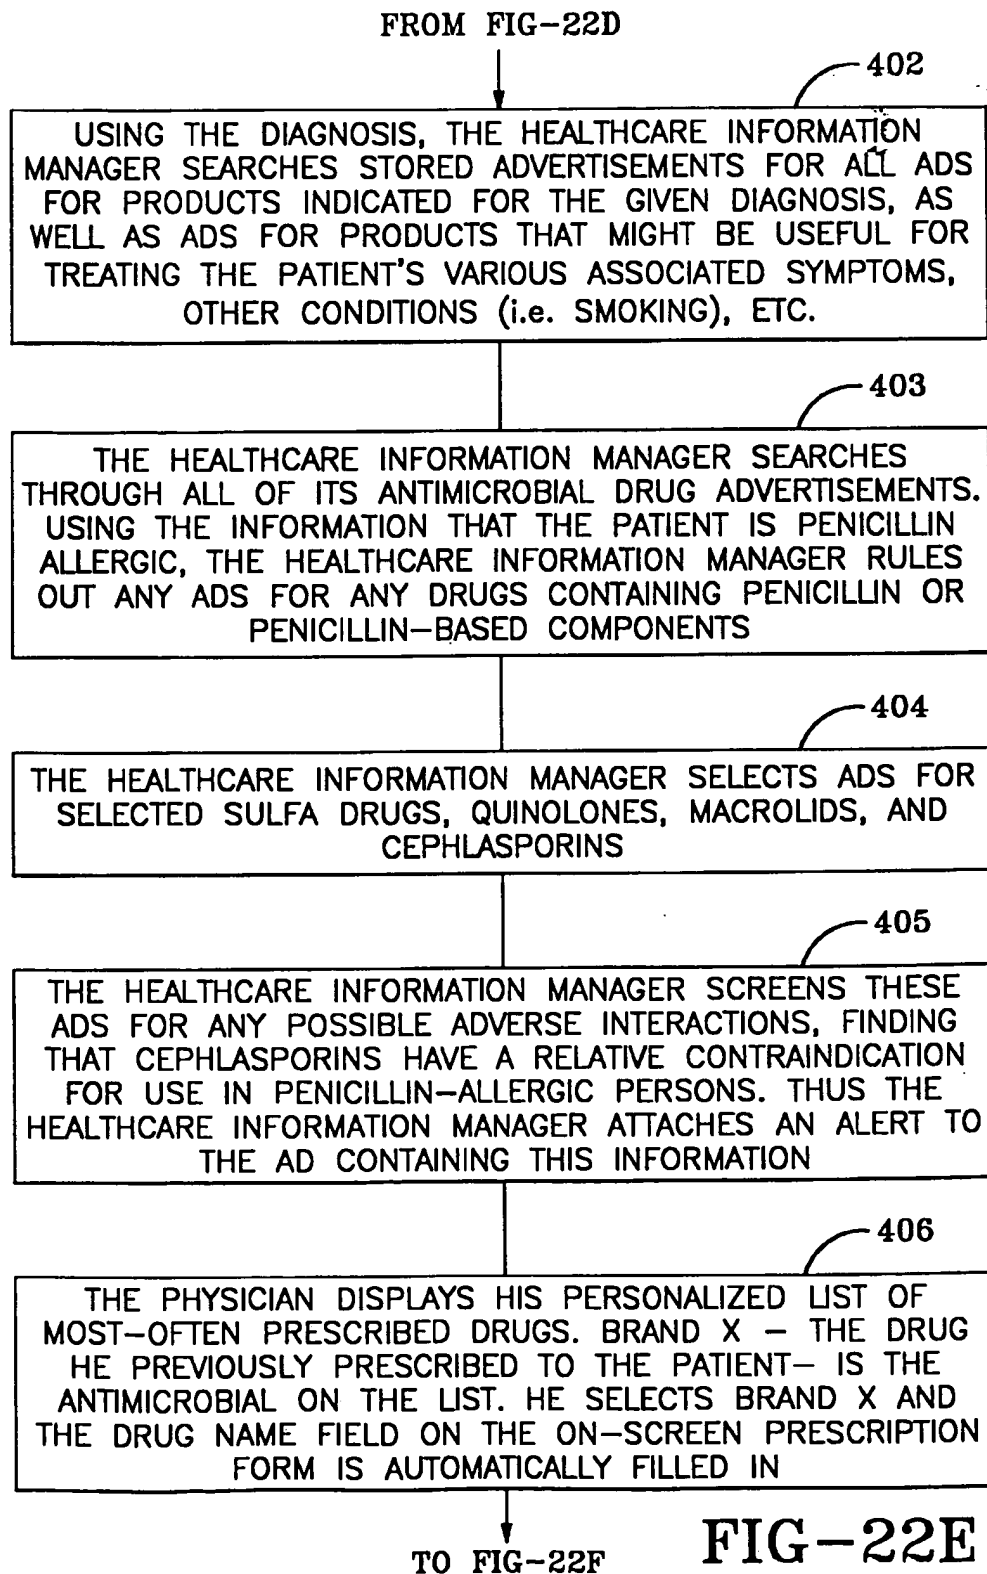 FROM FIG-22D
402
USING THE DIAGNOSIS, THE HEALTHCARE INFORMATION
MANAGER SEARCHES STORED ADVERTISEMENTS FOR ALL ADS
FOR PRODUCTS INDICATED FOR THE GIVEN DIAGNOSIS, AS
WELL AS ADS FOR PRODUCTS THAT MIGHT BE USEFUL FOR
TREATING THE PATIENT'S VARIOUS ASSOCIATED SYMPTOMS,
OTHER CONDITIONS (i.e. SMOKING), ETC.
403
THE HEALTHCARE INFORMATION MANAGER SEARCHES
THROUGH ALL OF ITS ANTIMICROBIAL DRUG ADVERTISEMENTS.
USING THE INFORMATION THAT THE PATIENT IS PENICILLIN
ALLERGIC, THE HEALTHCARE INFORMATION MANAGER RULES
OUT ANY ADS FOR ANY DRUGS CONTAINING PENICILLIN OR
PENICILLIN-BASED COMPONENTS
404
THE HEALTHCARE INFORMATION MANAGER SELECTS ADS FOR
SELECTED SULFA DRUGS, QUINOLONES, MACROLIDS, AND
CEPHLASPORINS
405
THE HEALTHCARE INFORMATION MANAGER SCREENS THESE
ADS FOR ANY POSSIBLE ADVERSE INTERACTIONS, FINDING
THAT CEPHLASPORINS HAVE A RELATIVE CONTRAINDICATION
FOR USE IN PENICILLIN-ALLERGIC PERSONS. THUS THE
HEALTHCARE INFORMATION MANAGER ATTACHES AN ALERT TO
THE AD CONTAINING THIS INFORMATION
406
THE PHYSICIAN DISPLAYS HIS PERSONALIZED LIST OF
MOST-OFTEN PRESCRIBED DRUGS. BRAND X - THE DRUG
HE PREVIOUSLY PRESCRIBED TO THE PATIENT- IS THE
ANTIMICROBIAL ON THE LIST. HE SELECTS BRAND X AND
THE DRUG NAME FIELD ON THE ON-SCREEN PRESCRIPTION
FORM IS AUTOMATICALLY FILLED IN
TO FIG-22F
FIG-22E